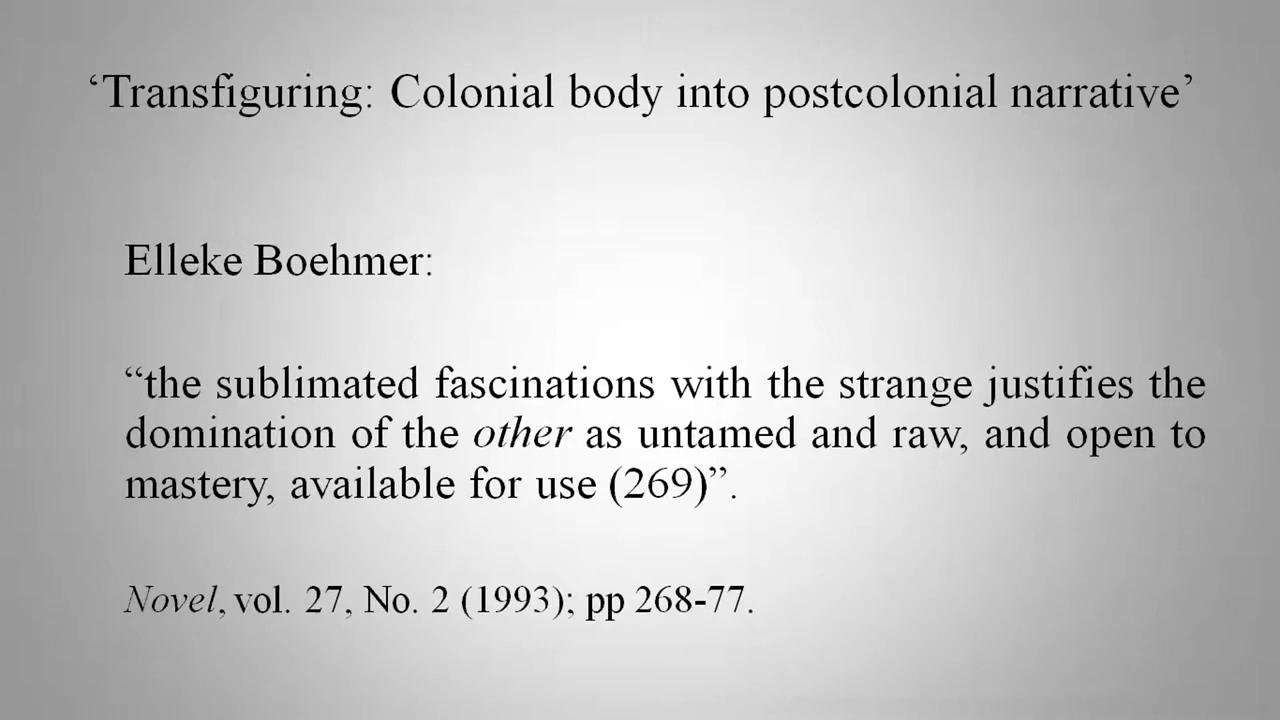 ‘Transfiguring: Colonial body into postcolonial narrative’
Elleke Boehmer:
“the sublimated fascinations with the strange justifies the
domination of the other as untamed and raw, and open to
mastery, available for use (269)”.
Novel, vol. 27, No. 2 (1993); pp 268-77.